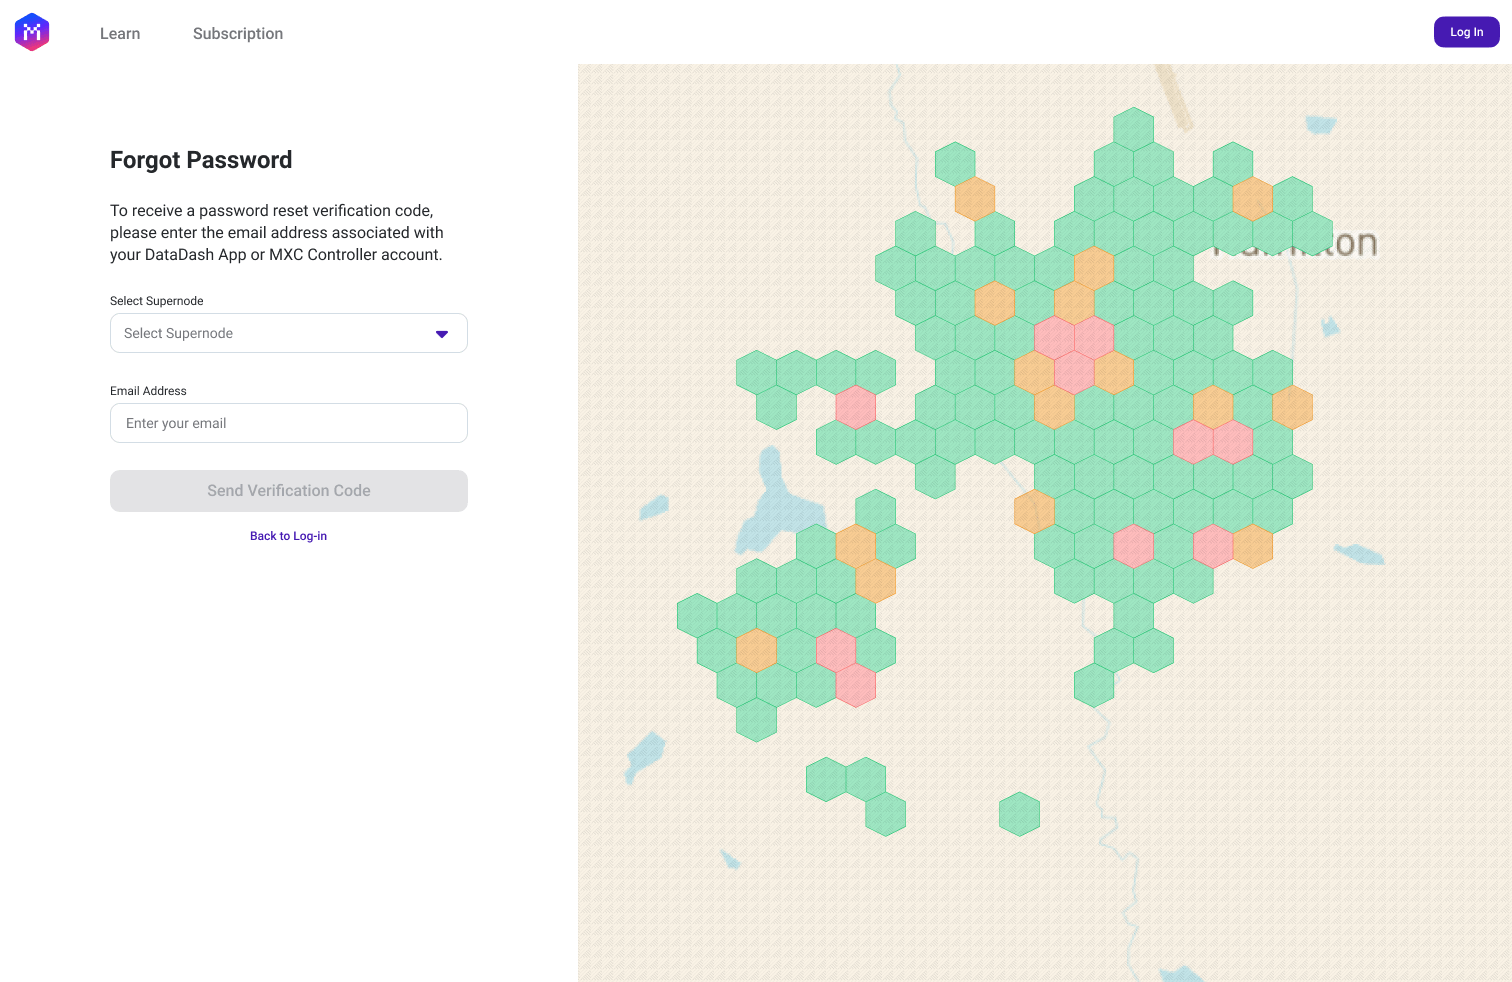 Learn
Subscription
Log In
Forgot Password
To receive a password reset verification code,
please enter the email address associated with
your DataDash App or MXC Controller account.
Select Supernode
Select Supernode
Email Address
Enter your email
Send Verification Code
Back to Log-in